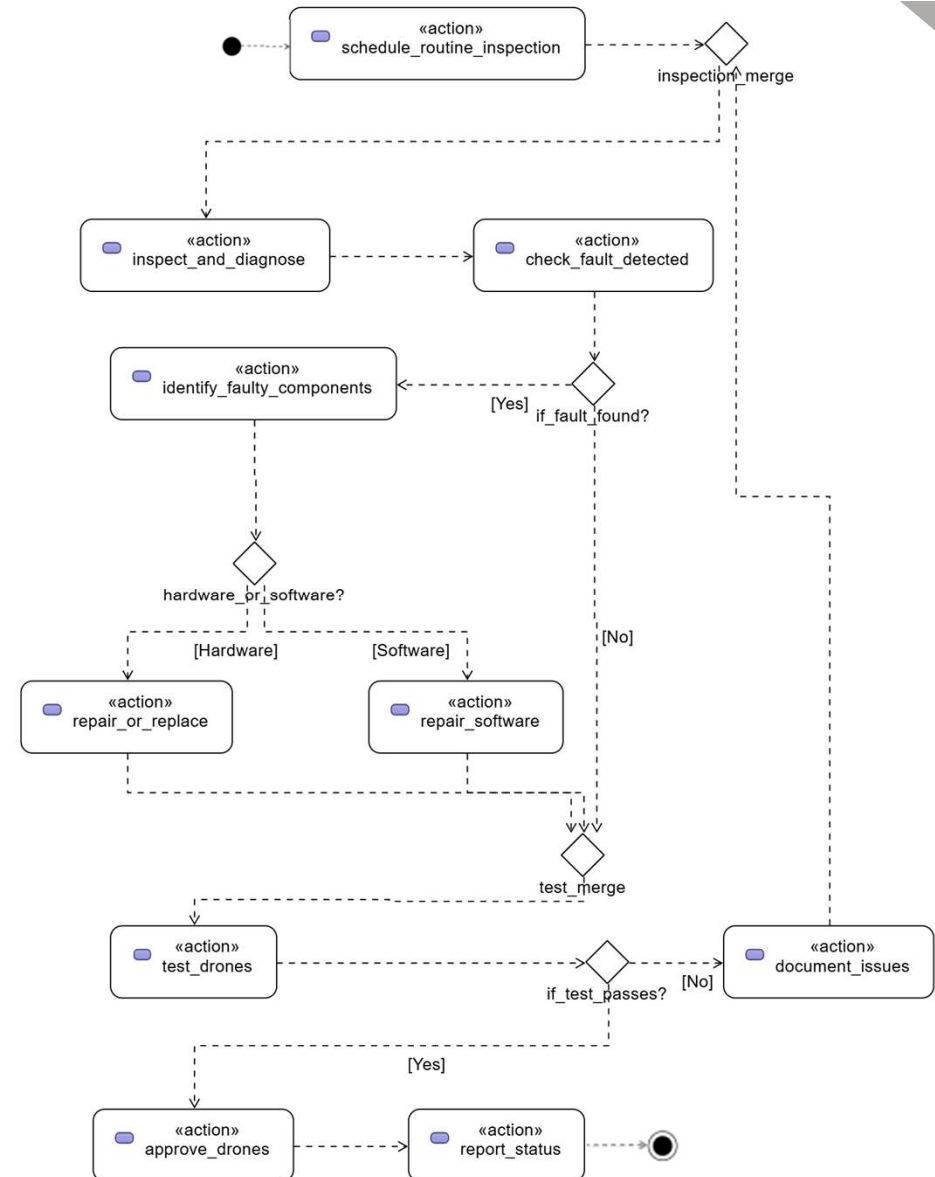 «action»
schedule_routine_inspection
inspection_merge
«action»
inspect_and_diagnose
«action»
check_fault_detected
«action»
identify_faulty_components
[Yes]
if_fault_found?
hardware_or_software?
[No]
[Hardware]
[Software]
«action»
repair_or_replace
«action»
repair_software
test_merge
«action»
test_drones
if_test_passes?
[No]
«action»
document_issues
[Yes]
«action»
approve_drones
«action»
report_status